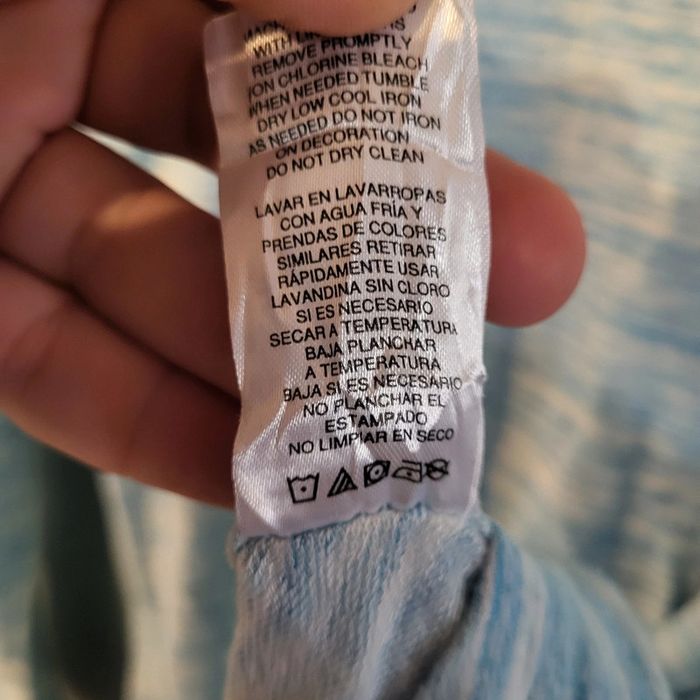 WITH
REMOVE PROMPTLY
ON CHLORINE BLEACH
WHEN NEEDED TUMBLE
DRY LOW COOL IRON
AS NEEDED DO NOT IRON
ON DECORATION
DO NOT DRY CLEAN
LAVAR EN LAVARROPAS
CON AGUA FRÍA Y
PRENDAS DE COLORES
SIMILARES RETIRAR
RÁPIDAMENTE USAR
LAVANDINA SIN CLORO
SI ES NECESARIO
SECAR A TEMPERATURA
BAJA PLANCHAR
A TEMPERATURA
BAJA SI ES NECESARIO
NO PLANCHAR EL
ESTAMPADO
NO LIMPIAR EN SECO